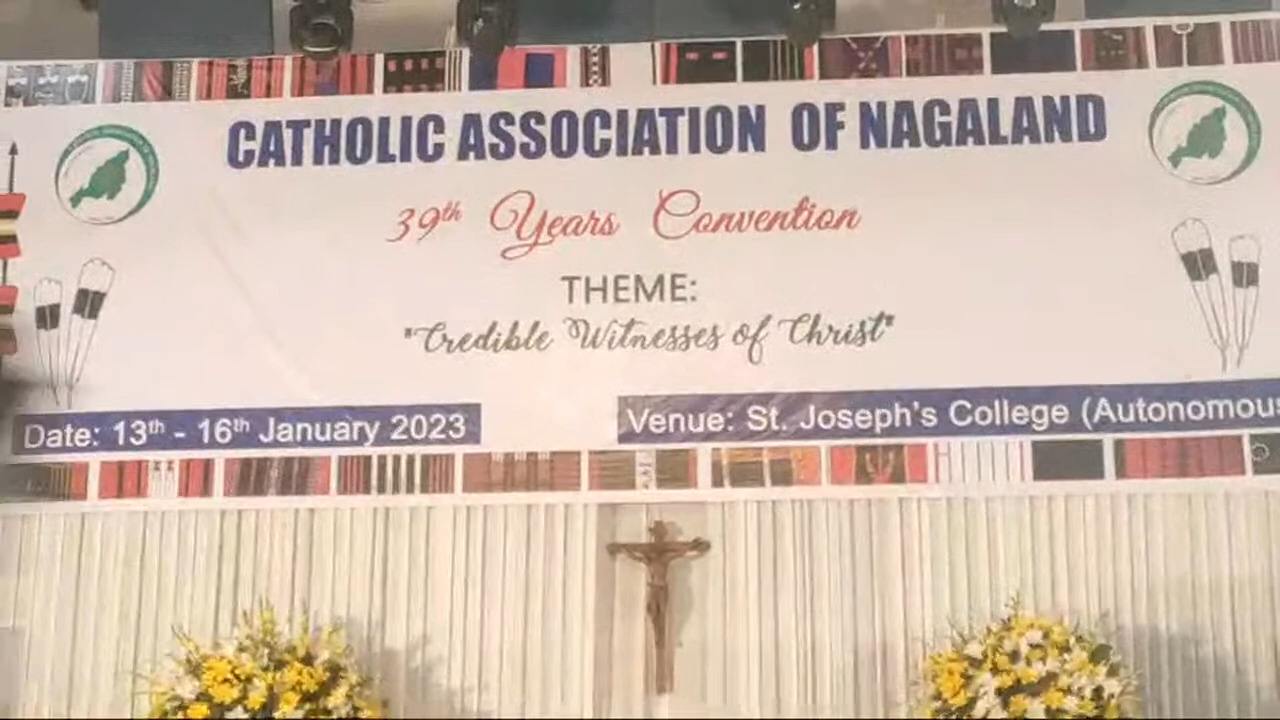 CATHOLIC ASSOCIATION OF NAGALAND
39th Years Convention
THEME:
"Credible Witnesses of Christ"
Date: 13th - 16th January 2023
Venue: St. Joseph's College (Autonomous